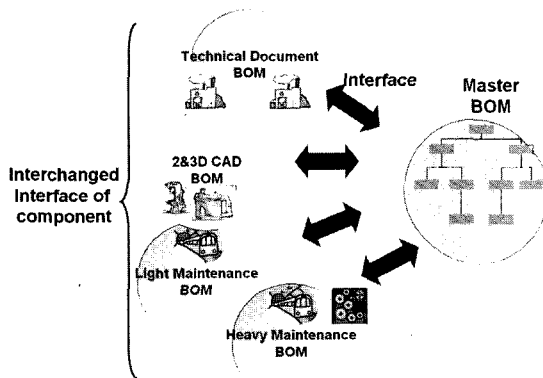 Technical Document
BOM
Interface
Master
BOM
2&3D CAD
BOM
Interchanged
Interface of
component
Light Maintenance
BOM
Heavy Maintenance
BOM